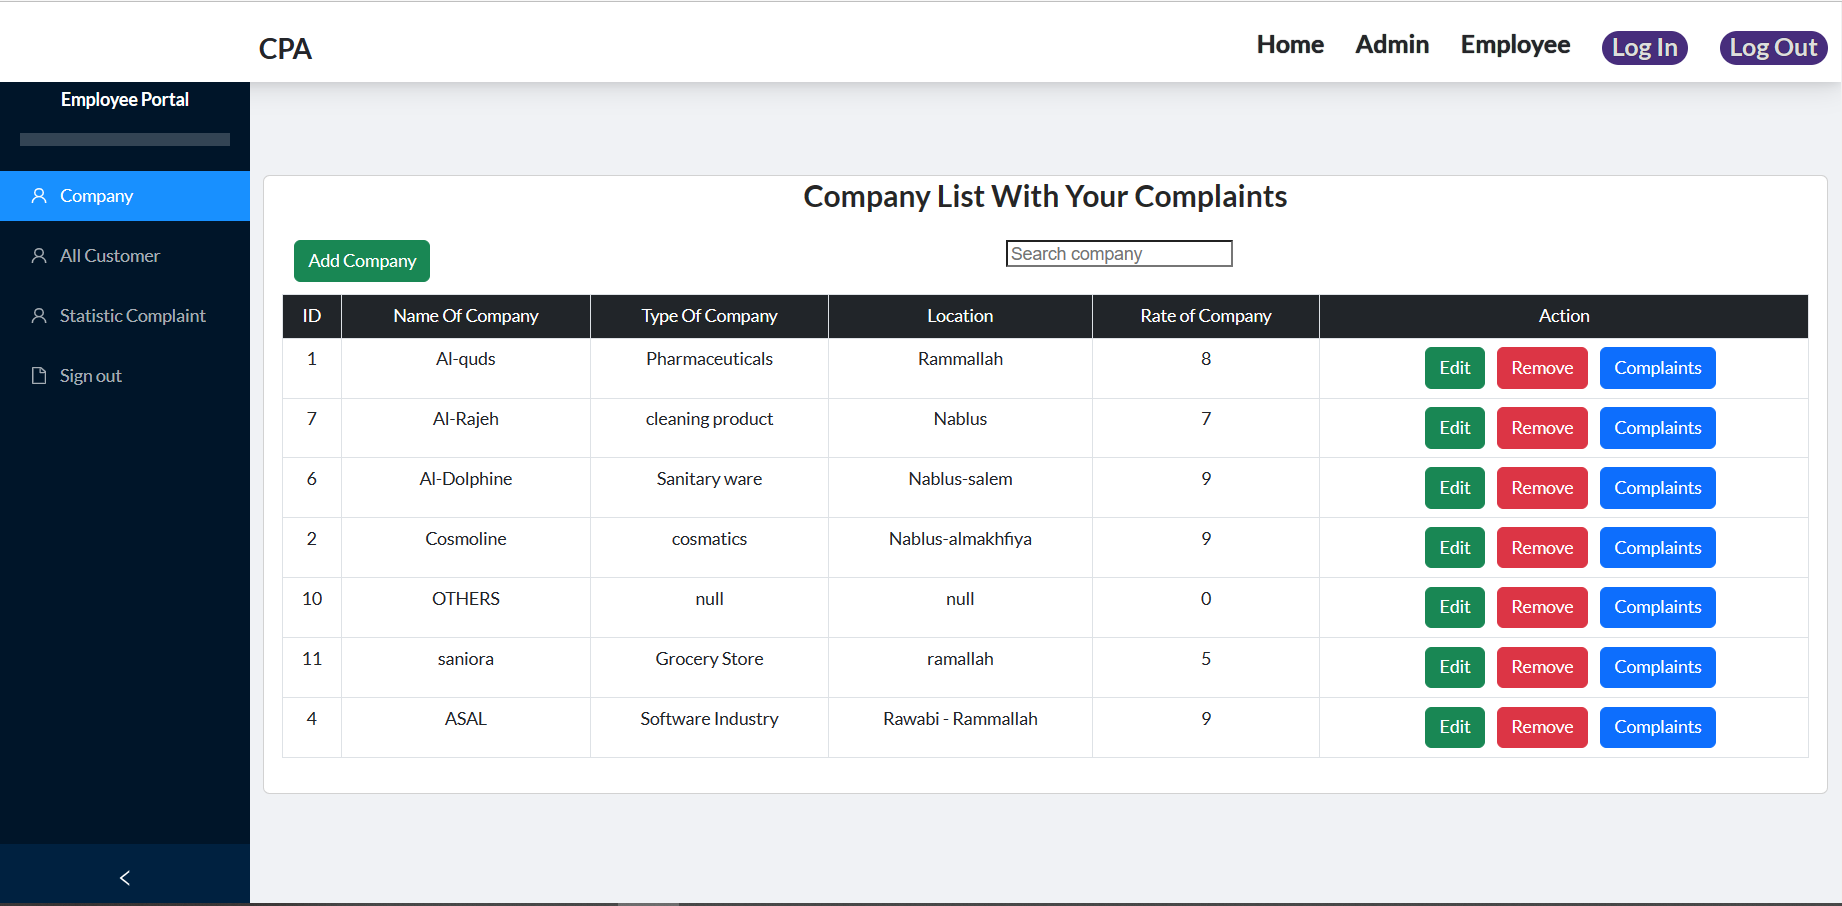 CPA
Home Admin Employee Log In Log Out
Employee Portal
Company
All Customer
Statistic Complaint
Sign out
Company List With Your Complaints
Add Company
Search company
ID Name Of Company Type Of Company Location Rate of Company Action
1 Al-quds Pharmaceuticals Rammallah 8 Edit Remove Complaints
7 Al-Rajeh cleaning product Nablus 7 Edit Remove Complaints
6 Al-Dolphine Sanitary ware Nablus-salem 9 Edit Remove Complaints
2 Cosmoline cosmatics Nablus-almakhfiya 9 Edit Remove Complaints
10 OTHERS null null 0 Edit Remove Complaints
11 saniora Grocery Store ramallah 5 Edit Remove Complaints
4 ASAL Software Industry Rawabi - Rammallah 9 Edit Remove Complaints